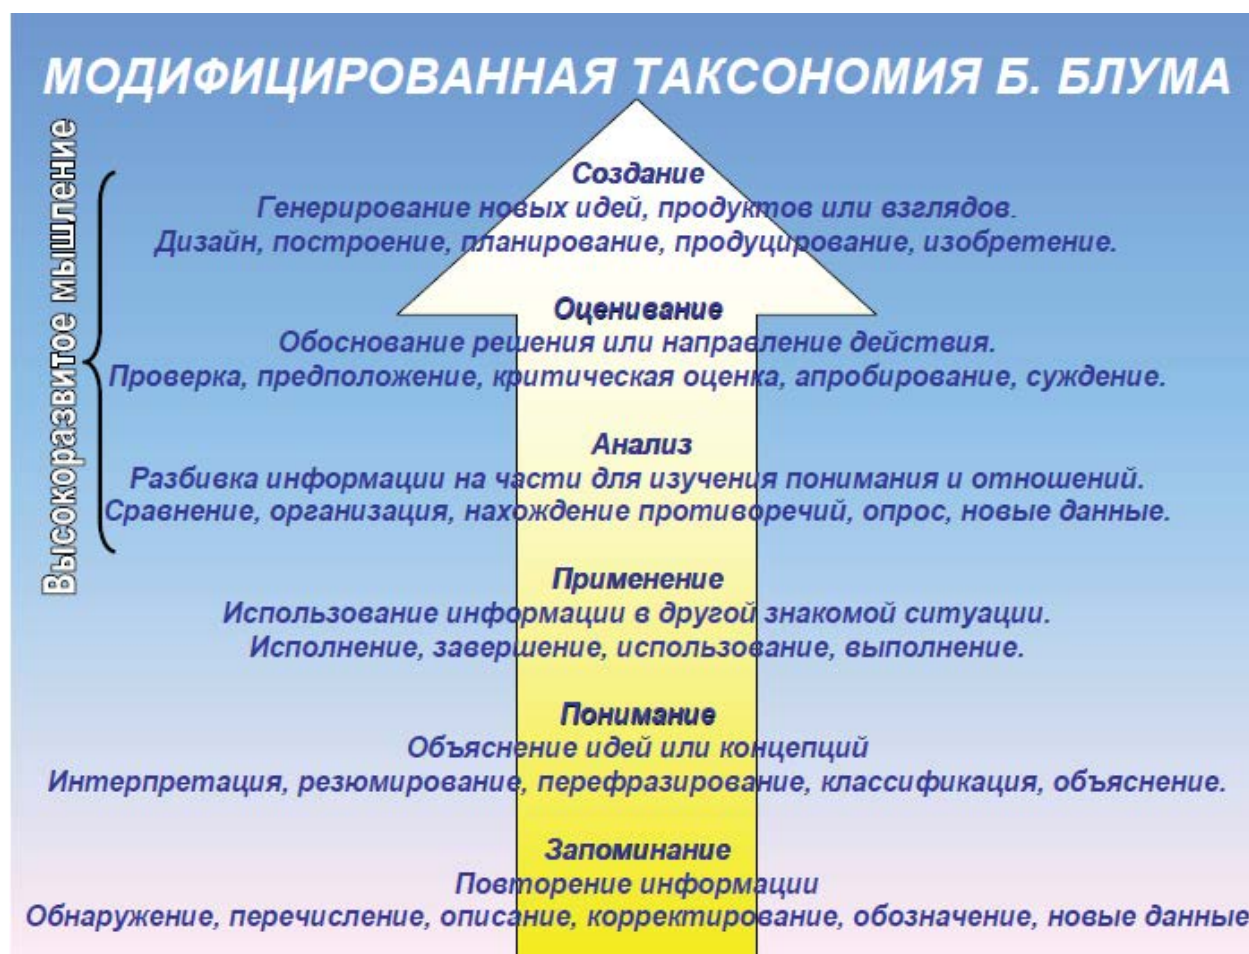 МОДИФИЦИРОВАННАЯ ТАКСОНОМИЯ Б. БЛУМА
Высокоразвитое мышление
Создание
Генерирование новых идей, продуктов или взглядов.
Дизайн, построение, планирование, продуцирование, изобретение.
Оценивание
Обоснование решения или направление действия.
Проверка, предположение, критическая оценка, апробирование, суждение.
Анализ
Разбивка информации на части для изучения понимания и отношений.
Сравнение, организация, нахождение противоречий, опрос, новые данные.
Применение
Использование информации в другой знакомой ситуации.
Исполнение, завершение, использование, выполнение.
Понимание
Объяснение идей или концепций
Интерпретация, резюмирование, перефразирование, классификация, объяснение.
Запоминание
Повторение информации
Обнаружение, перечисление, описание, корректирование, обозначение, новые данные